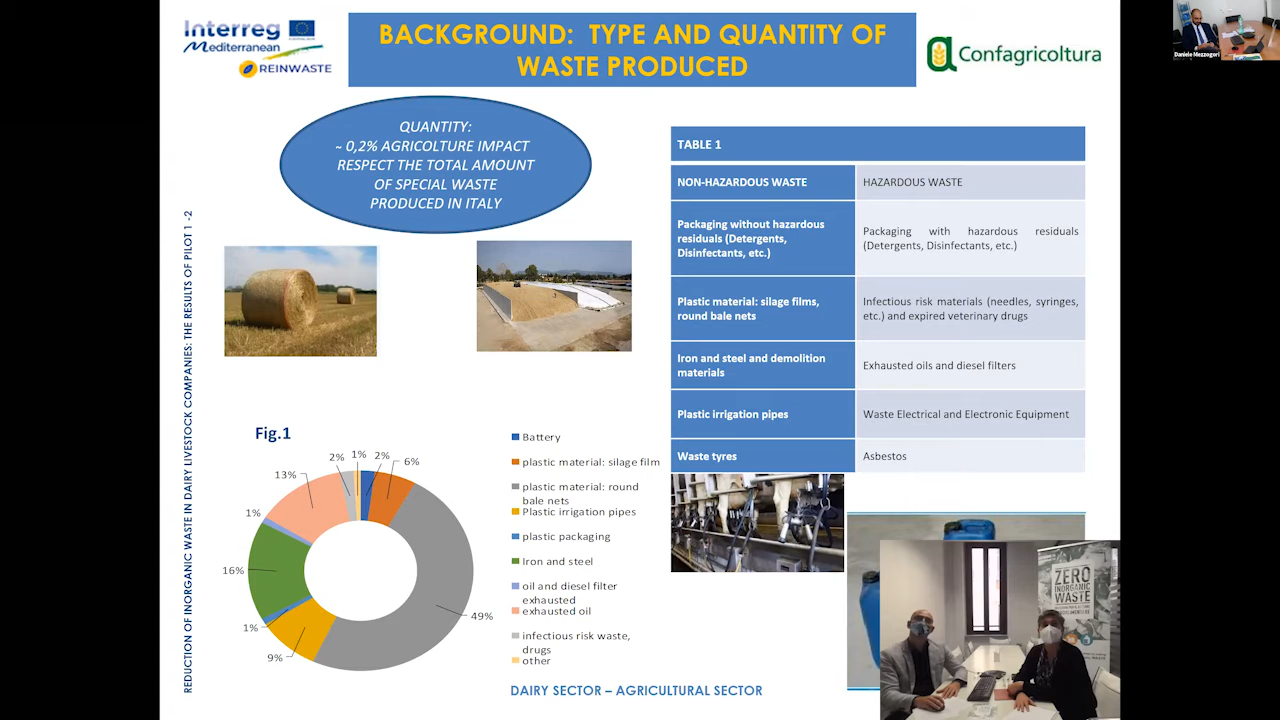 Interreg
Mediterranean
REINWASTE
BACKGROUND: TYPE AND QUANTITY OF
WASTE PRODUCED
Confagricoltura
Daniele Mezzogori
QUANTITY:
~ 0,2% AGRICOLTURE IMPACT
RESPECT THE TOTAL AMOUNT
OF SPECIAL WASTE
PRODUCED IN ITALY
REDUCTION OF INORGANIC WASTE IN DAIRY LIVESTOCK COMPANIES: THE RESULTS OF PILOT 1 -2
TABLE 1
NON-HAZARDOUS WASTE
HAZARDOUS WASTE
Packaging without hazardous
residuals (Detergents,
Disinfectants, etc.)
Packaging with hazardous residuals
(Detergents, Disinfectants, etc.)
Plastic material: silage films,
round bale nets
Infectious risk materials (needles, syringes,
etc.) and expired veterinary drugs
Iron and steel and demolition
materials
Exhausted oils and diesel filters
Plastic irrigation pipes
Waste Electrical and Electronic Equipment
Waste tyres
Asbestos
Fig.1
2%
6%
49%
9%
1%
16%
1%
13%
2%
1%
Battery
plastic material: silage film
plastic material: round
bale nets
Plastic irrigation pipes
plastic packaging
Iron and steel
oil and diesel filter
exhausted
exhausted oil
infectious risk waste,
drugs
other
DAIRY SECTOR – AGRICOLTURAL SECTOR
ZERO
INORGANIC
WASTE